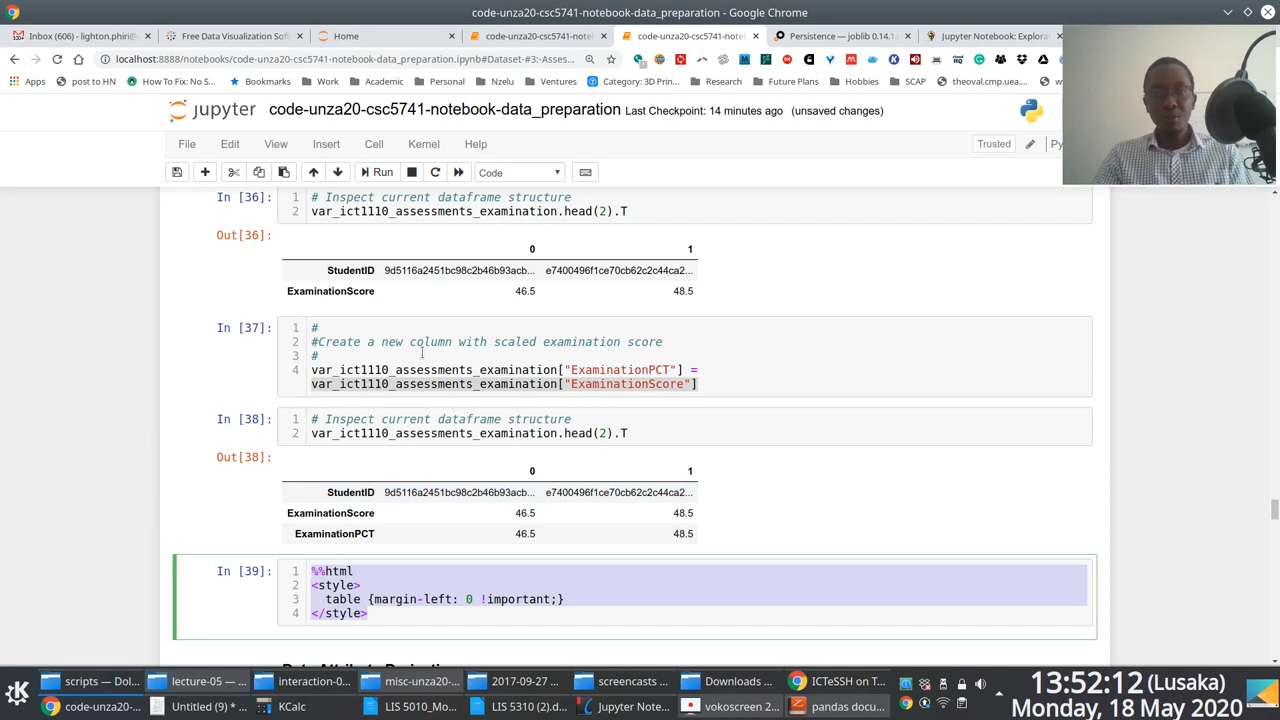 code-unza20-csc5741-notebook-data_preparation - Google Chrome
Inbox (606) - lighton.phiri@
Free Data Visualization Soft
Home
code-unza20-csc5741-notebo
code-unza20-csc5741-notebo
Persistence — joblib 0.14.1
Jupyter Notebook: Explora
localhost:8888/notebooks/code-unza20-csc5741-notebook-data_preparation.ipynb#Dataset-#3:-Asses...
Apps
post to HN
How To Fix: No S...
Bookmarks
Work
Academic
Personal
Nzelu
Ventures
Category: 3D Prin...
Research
Future Plans
Hobbies
SCAP
theoval.cmp.uea....
jupyter code-unza20-csc5741-notebook-data_preparation Last Checkpoint: 14 minutes ago (unsaved changes)
File Edit View Insert Cell Kernel Help
Trusted
Py
Run
Code
In [36]:
1 # Inspect current dataframe structure
2 var_ict1110_assessments_examination.head(2).T
Out[36]:
0 1
StudentID 9d5116a2451bc98c2b46b93acb... e7400496f1ce70cb62c2c44ca2...
ExaminationScore 46.5 48.5
In [37]:
1 #
2 #Create a new column with scaled examination score
3 #
4 var_ict1110_assessments_examination["ExaminationPCT"] =
var_ict1110_assessments_examination["ExaminationScore"]
In [38]:
1 # Inspect current dataframe structure
2 var_ict1110_assessments_examination.head(2).T
Out[38]:
0 1
StudentID 9d5116a2451bc98c2b46b93acb... e7400496f1ce70cb62c2c44ca2...
ExaminationScore 46.5 48.5
ExaminationPCT 46.5 48.5
In [39]:
1 %%html
2 <style>
3 table {margin-left: 0 !important;}
4 </style>
scripts — Dol...
lecture-05 — ...
interaction-0...
misc-unza20-...
2017-09-27 ...
screencasts ...
Downloads ...
ICTeSSH on T...
code-unza20-...
Untitled (9) * ...
KCalc
LIS 5010_Mo...
LIS 5310 (2).d...
Jupyter Note...
vokoscreen 2...
pandas docu...
13:52:12 (Lusaka)
Monday, 18 May 2020